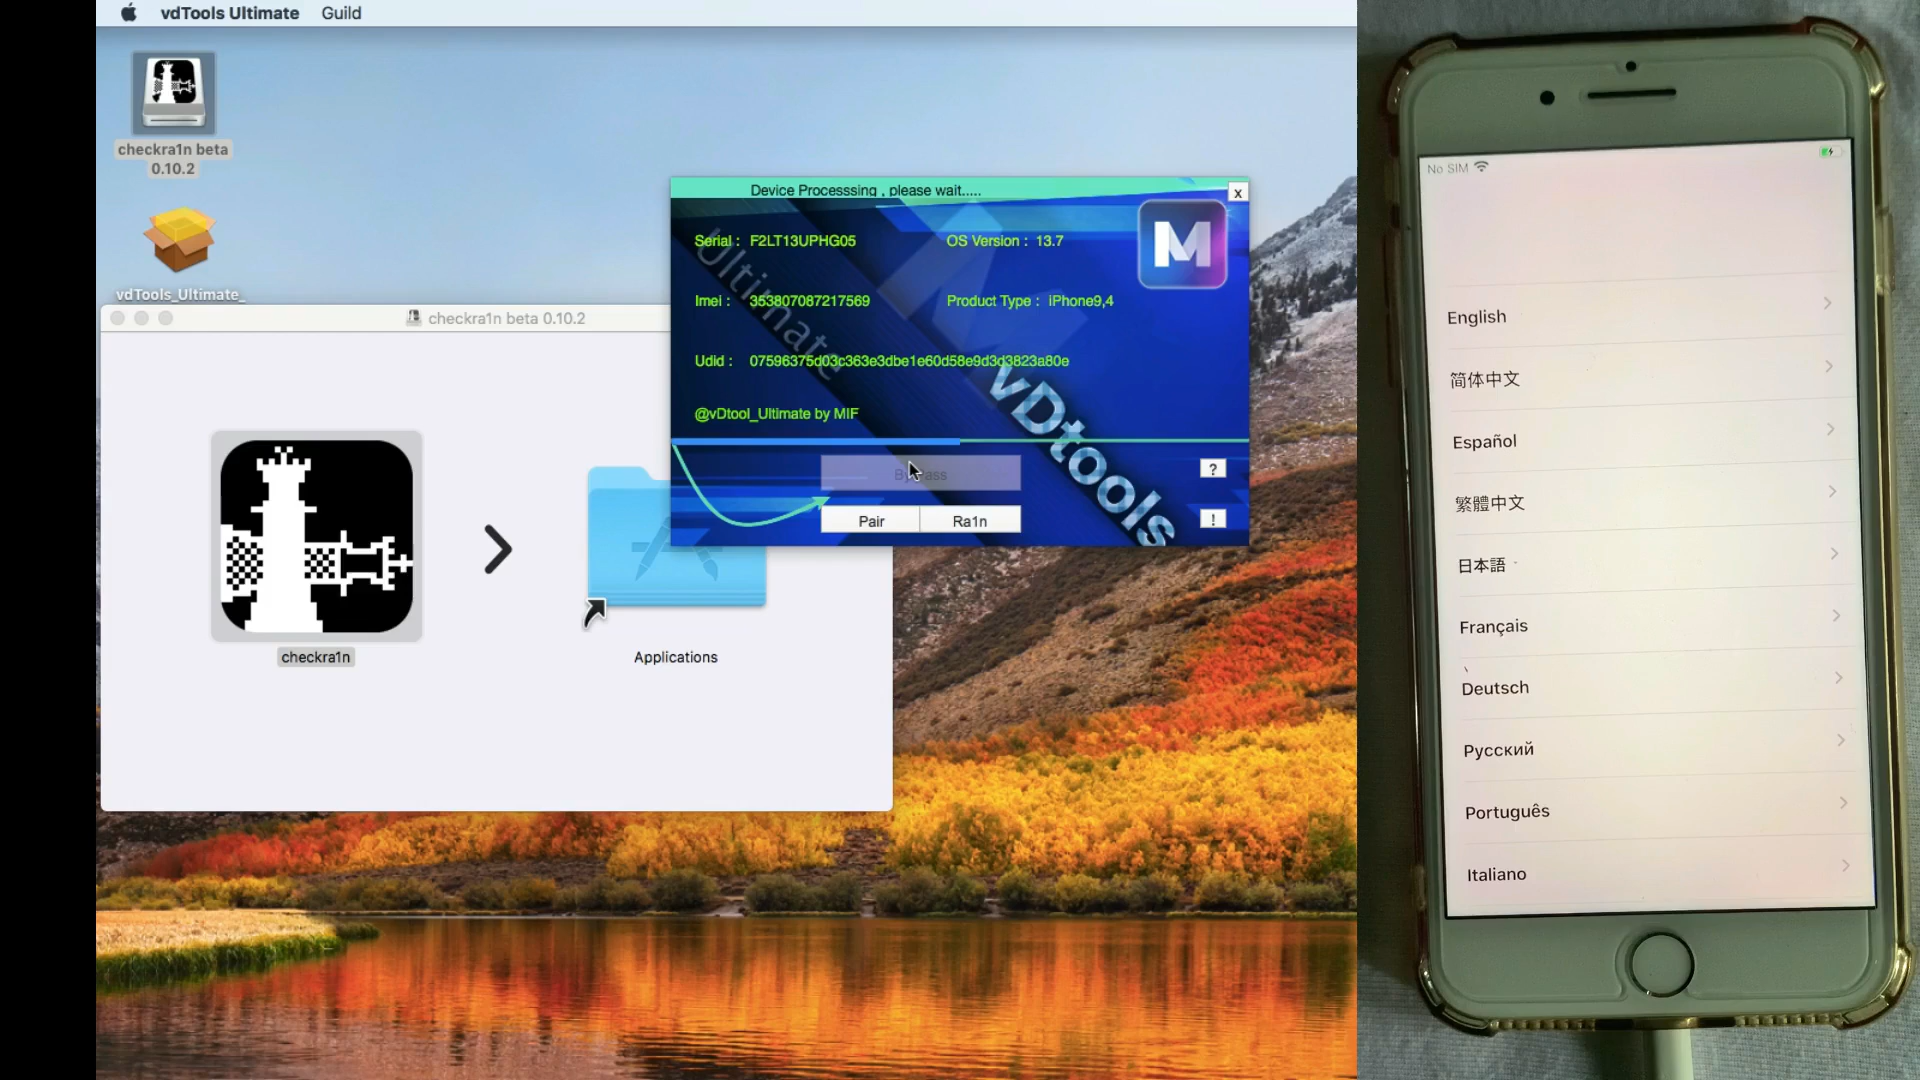 vdTools Ultimate Guild
checkra1n beta
0.10.2
vdTools_Ultimate_
checkra1n beta 0.10.2
checkra1n
Applications
Device Processsing , please wait.....
x
M
Serial : F2LT13UPHG05
OS Version : 13.7
Imei : 353807087217569
Product Type : iPhone9,4
Udid : 07596375d03c363e3dbe1e60d58e9d3d3823a80e
@vDtool_Ultimate by MIF
Ultimate
vDtools
?
Pair
Ra1n
!
No SIM
English
简体中文
Español
繁體中文
日本語
Français
Deutsch
Русский
Português
Italiano